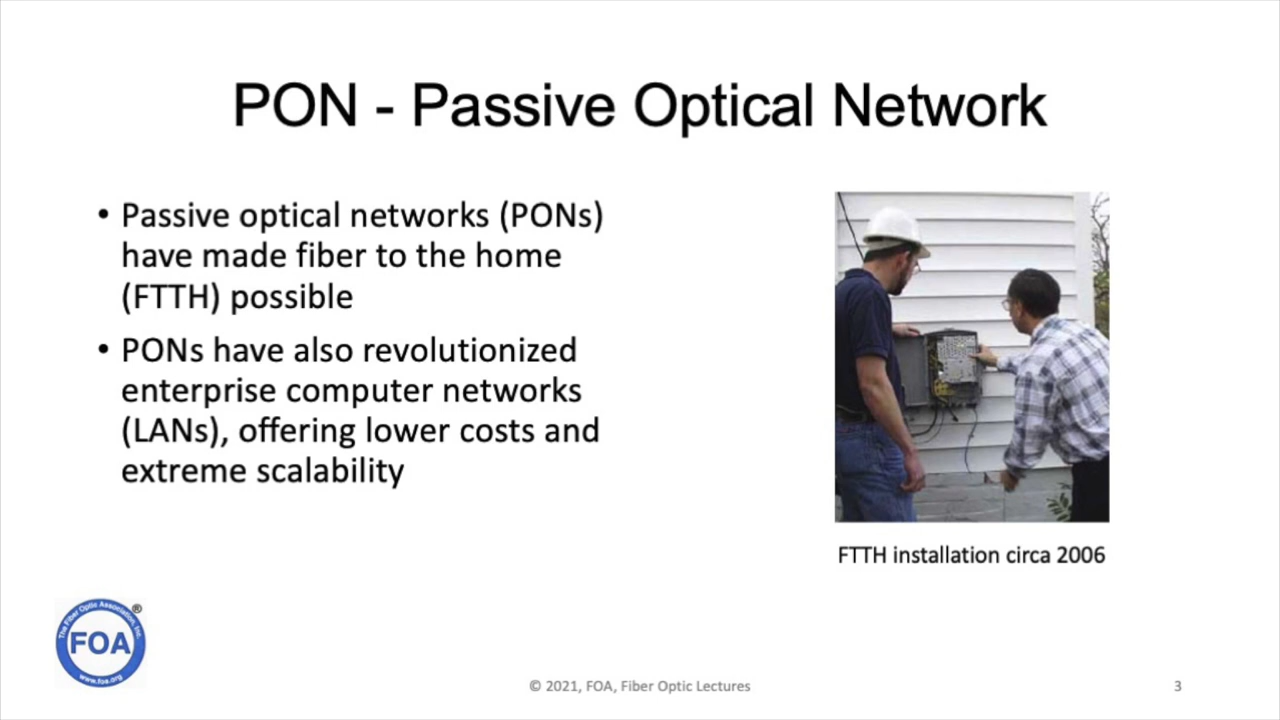 PON - Passive Optical Network
• Passive optical networks (PONs)
have made fiber to the home
(FTTH) possible
• PONs have also revolutionized
enterprise computer networks
(LANs), offering lower costs and
extreme scalability
FTTH installation circa 2006
The Fiber Optic Association, Inc.
®
FOA
www.foa.org
© 2021, FOA, Fiber Optic Lectures
3